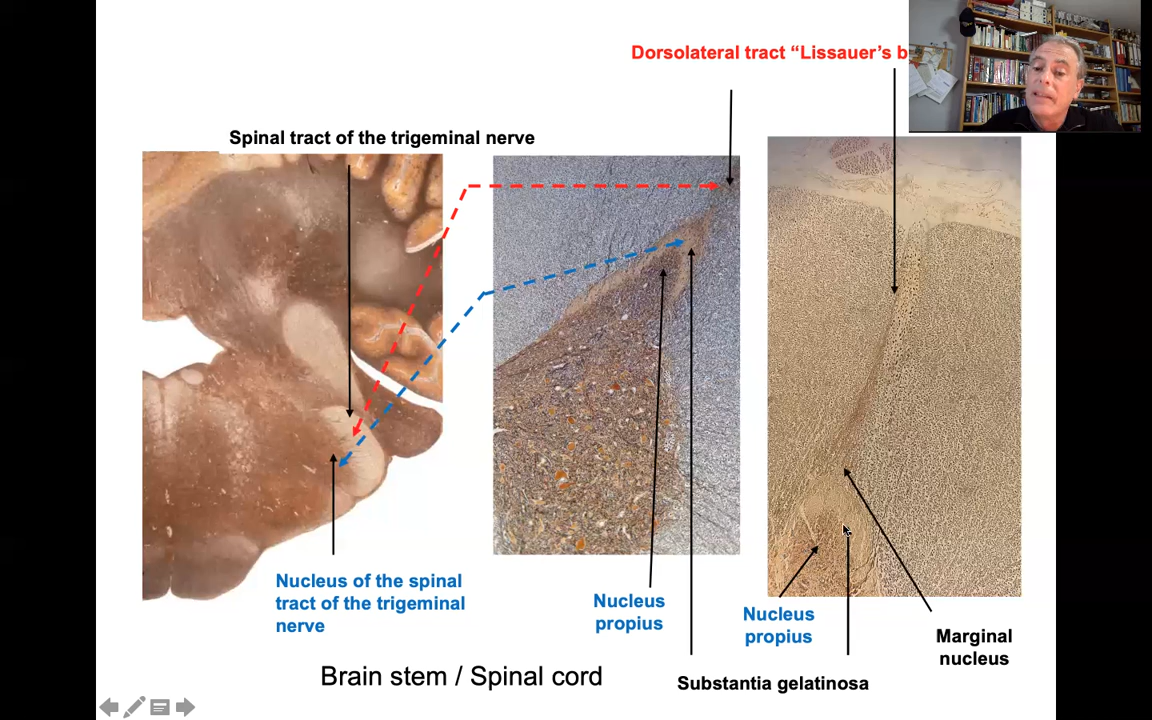 Dorsolateral tract “Lissauer’s b
Spinal tract of the trigeminal nerve
Nucleus of the spinal
tract of the trigeminal
nerve
Nucleus
propius
Nucleus
propius
Marginal
nucleus
Substantia gelatinosa
Brain stem / Spinal cord